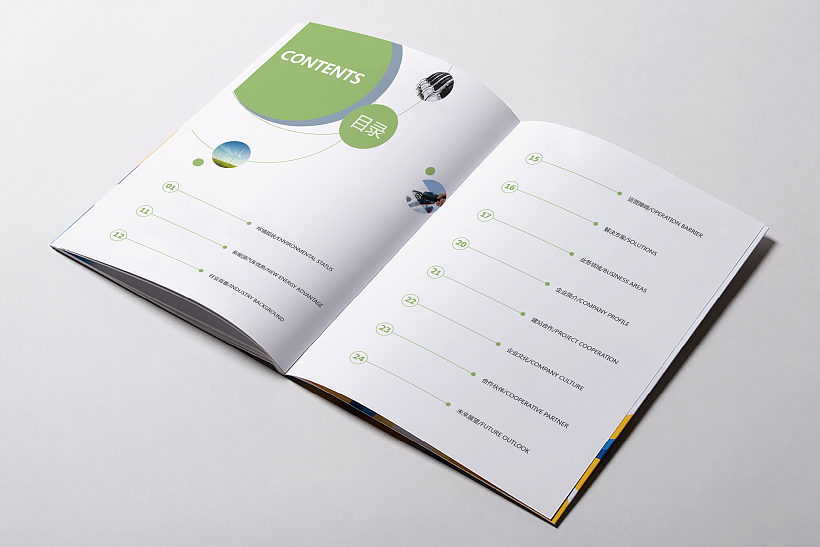 CONTENTS
目录
01
环境现状/ENVIRONMENTAL STATUS
11
新能源汽车优势/NEW ENERGY ADVANTAGE
12
行业背景/INDUSTRY BACKGROUND
15
运营障碍/OPERATION BARRIER
16
解决方案/SOLUTIONS
17
业务领域/BUSINESS AREAS
20
企业简介/COMPANY PROFILE
21
建站合作/PROJECT COOPERATION
22
企业文化/COMPANY CULTURE
23
合作伙伴/COOPERATIVE PARTNER
24
未来展望/FUTURE OUTLOOK